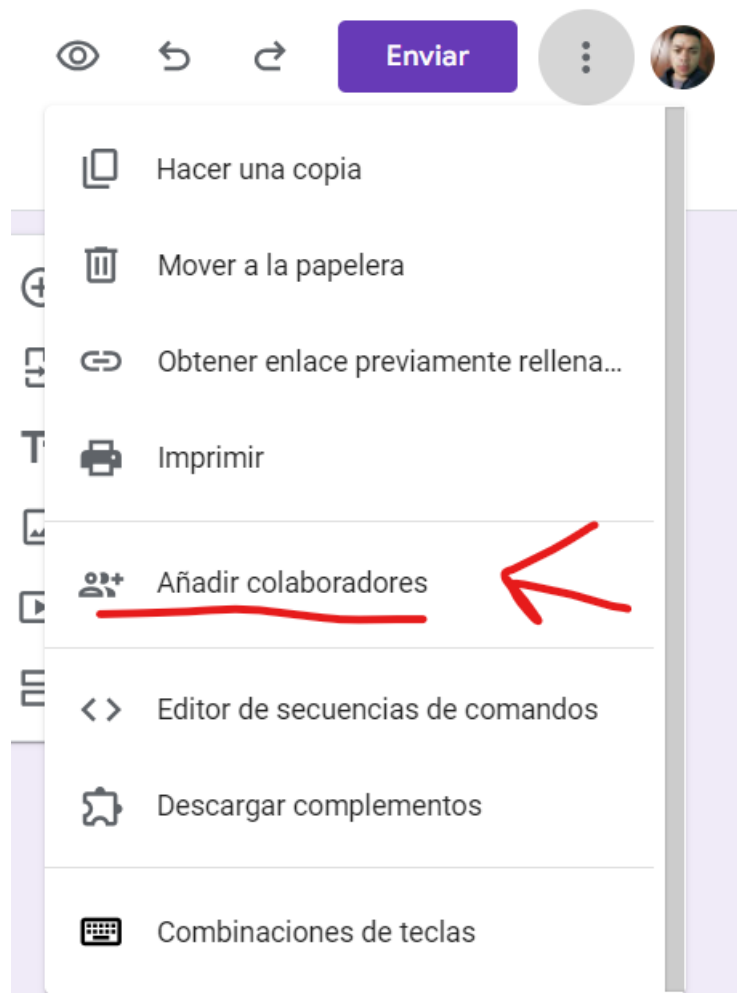 Enviar
Hacer una copia
Mover a la papelera
Obtener enlace previamente rellena...
Imprimir
Añadir colaboradores
Editor de secuencias de comandos
Descargar complementos
Combinaciones de teclas